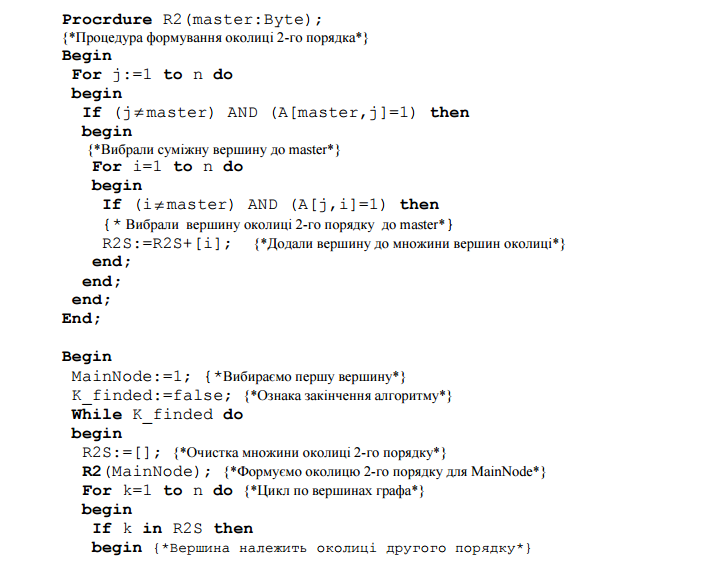 Procrdure R2(master:Byte);
{*Процедура формування околиці 2-го порядка*}
Begin
For j:=1 to n do
begin
If (j≠master) AND (A[master,j]=1) then
begin
{*Вибрали суміжну вершину до master*}
For i=1 to n do
begin
If (i≠master) AND (A[j,i]=1) then
{ * Вибрали вершину околиці 2-го порядку до master*}
R2S:=R2S+[i]; {*Додали вершину до множини вершин околиці*}
end;
end;
end;
End;
Begin
MainNode:=1; {*Вибираємо першу вершину*}
K_finded:=false; {*Ознака закінчення алгоритму*}
While K_finded do
begin
R2S:=[]; {*Очистка множини околиці 2-го порядку*}
R2(MainNode); {*Формуємо околицю 2-го порядку для MainNode*}
For k=1 to n do {*Цикл по вершинах графа*}
begin
If k in R2S then
begin {*Вершина належить околиці другого порядку*}